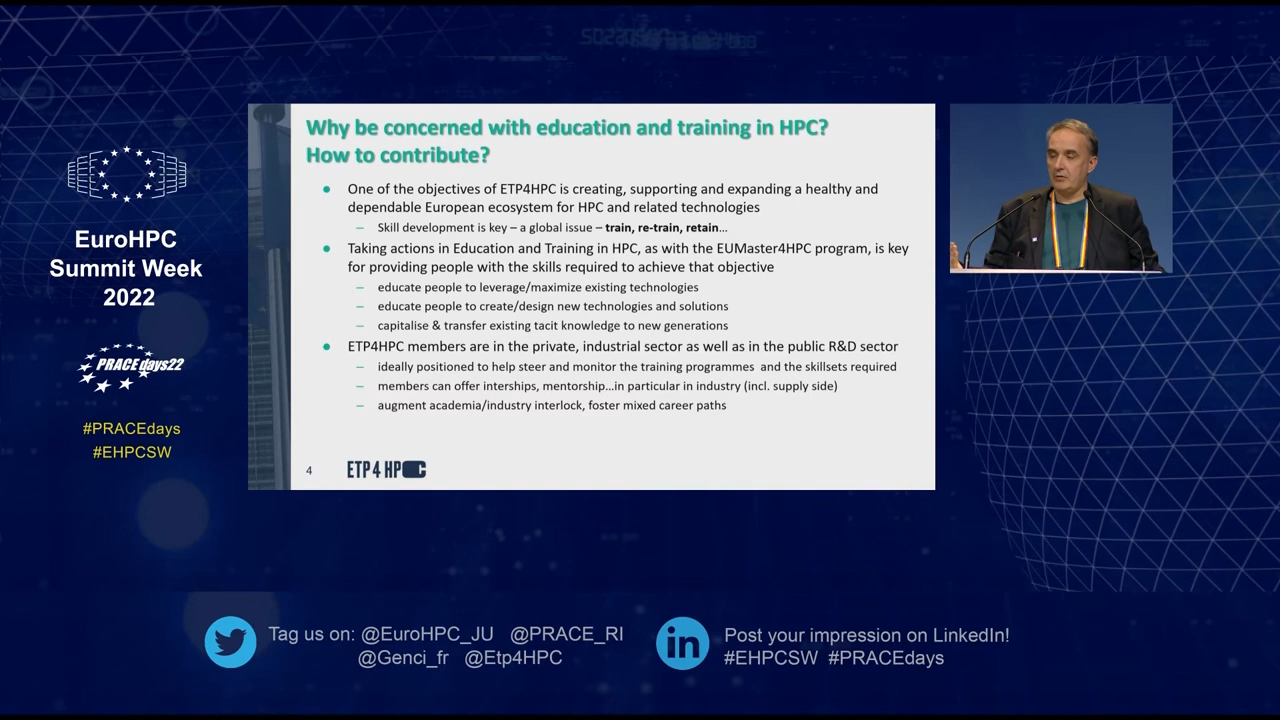 EuroHPC
Summit Week
2022
PRACEdays22
#PRACEdays
#EHPCSW
Why be concerned with education and training in HPC?
How to contribute?
One of the objectives of ETP4HPC is creating, supporting and expanding a healthy and
dependable European ecosystem for HPC and related technologies
– Skill development is key – a global issue – train, re-train, retain…
Taking actions in Education and Training in HPC, as with the EUMaster4HPC program, is key
for providing people with the skills required to achieve that objective
– educate people to leverage/maximize existing technologies
– educate people to create/design new technologies and solutions
– capitalise & transfer existing tacit knowledge to new generations
ETP4HPC members are in the private, industrial sector as well as in the public R&D sector
– ideally positioned to help steer and monitor the training programmes and the skillsets required
– members can offer interships, mentorship…in particular in industry (incl. supply side)
– augment academia/industry interlock, foster mixed career paths
4
ETP4HPC
Tag us on: @EuroHPC_JU @PRACE_RI
@Genci_fr @Etp4HPC
in
Post your impression on LinkedIn!
#EHPCSW #PRACEdays